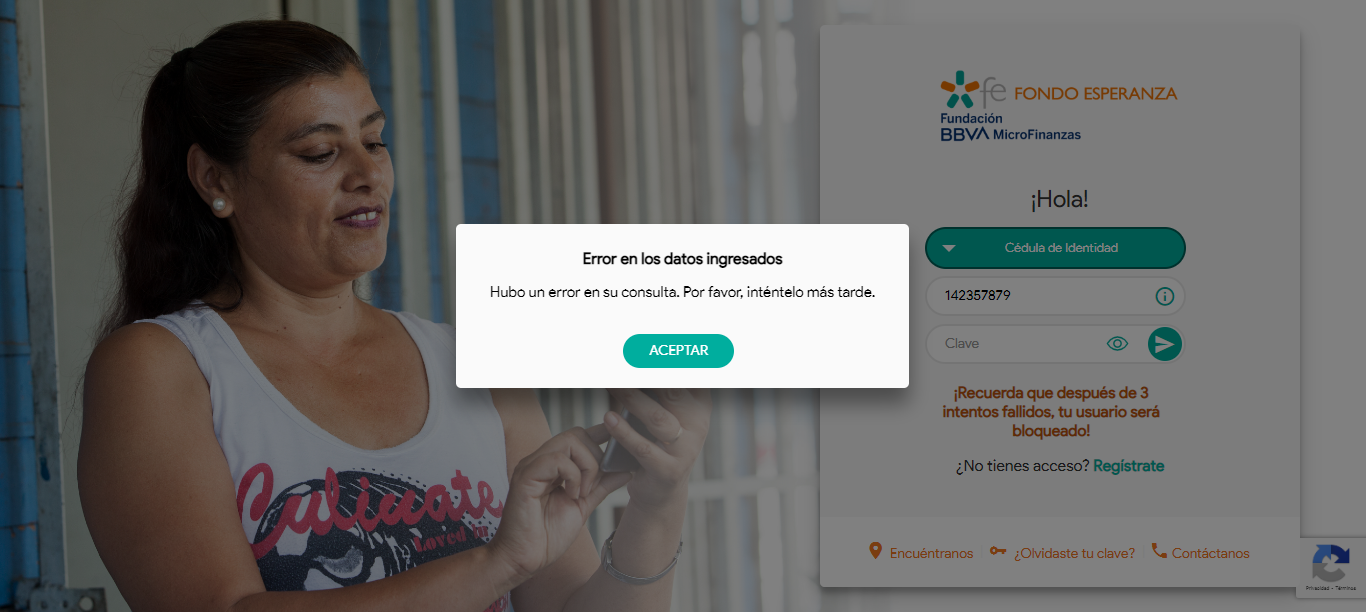 fe FONDO ESPERANZA
Fundación
BBVA MicroFinanzas
¡Hola!
Cédula de Identidad
142357879
Clave
¡Recuerda que después de 3
intentos fallidos, tu usuario será
bloqueado!
¿No tienes acceso? Regístrate
Encuéntranos
¿Olvidaste tu clave?
Contáctanos
Error en los datos ingresados
Hubo un error en su consulta. Por favor, inténtelo más tarde.
ACEPTAR
Cultivate
Loved
Privacidad - Términos